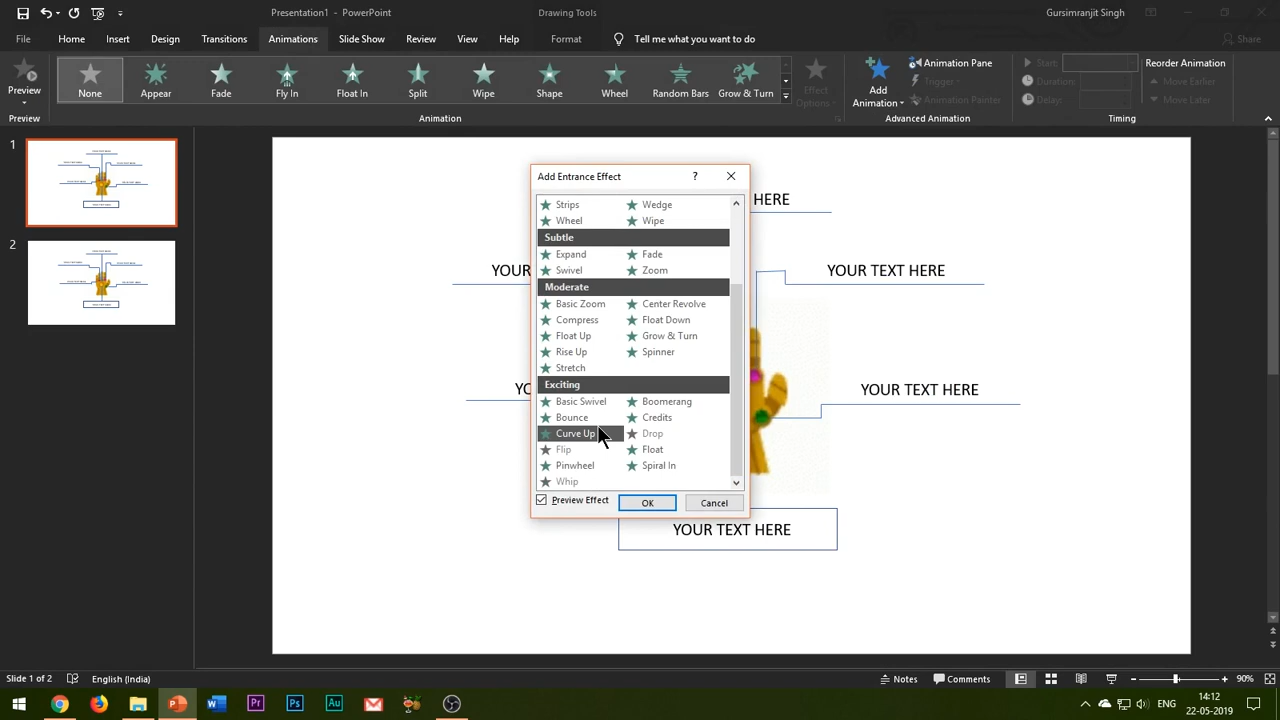 Presentation1 - PowerPoint
Drawing Tools
Gursimranjit Singh
File Home Insert Design Transitions Animations Slide Show Review View Help Format Tell me what you want to do Share
Preview
None Appear Fade Fly In Float In Split Wipe Shape Wheel Random Bars Grow & Turn
Effect Options
Add Animation
Animation Pane
Trigger
Animation Painter
Start:
Duration:
Delay:
Reorder Animation
Move Earlier
Move Later
Preview Animation Advanced Animation Timing
1
2
Add Entrance Effect ?
Strips Wedge
Wheel Wipe
Subtle
Expand Fade
Swivel Zoom
Moderate
Basic Zoom Center Revolve
Compress Float Down
Float Up Grow & Turn
Rise Up Spinner
Stretch
Exciting
Basic Swivel Boomerang
Bounce Credits
Curve Up Drop
Flip Float
Pinwheel Spiral In
Whip
Preview Effect OK Cancel
HERE
YOUR
YOUR TEXT HERE
YO
YOUR TEXT HERE
YOUR TEXT HERE
Slide 1 of 2 English (India) Notes Comments 90%
14:12
22-05-2019